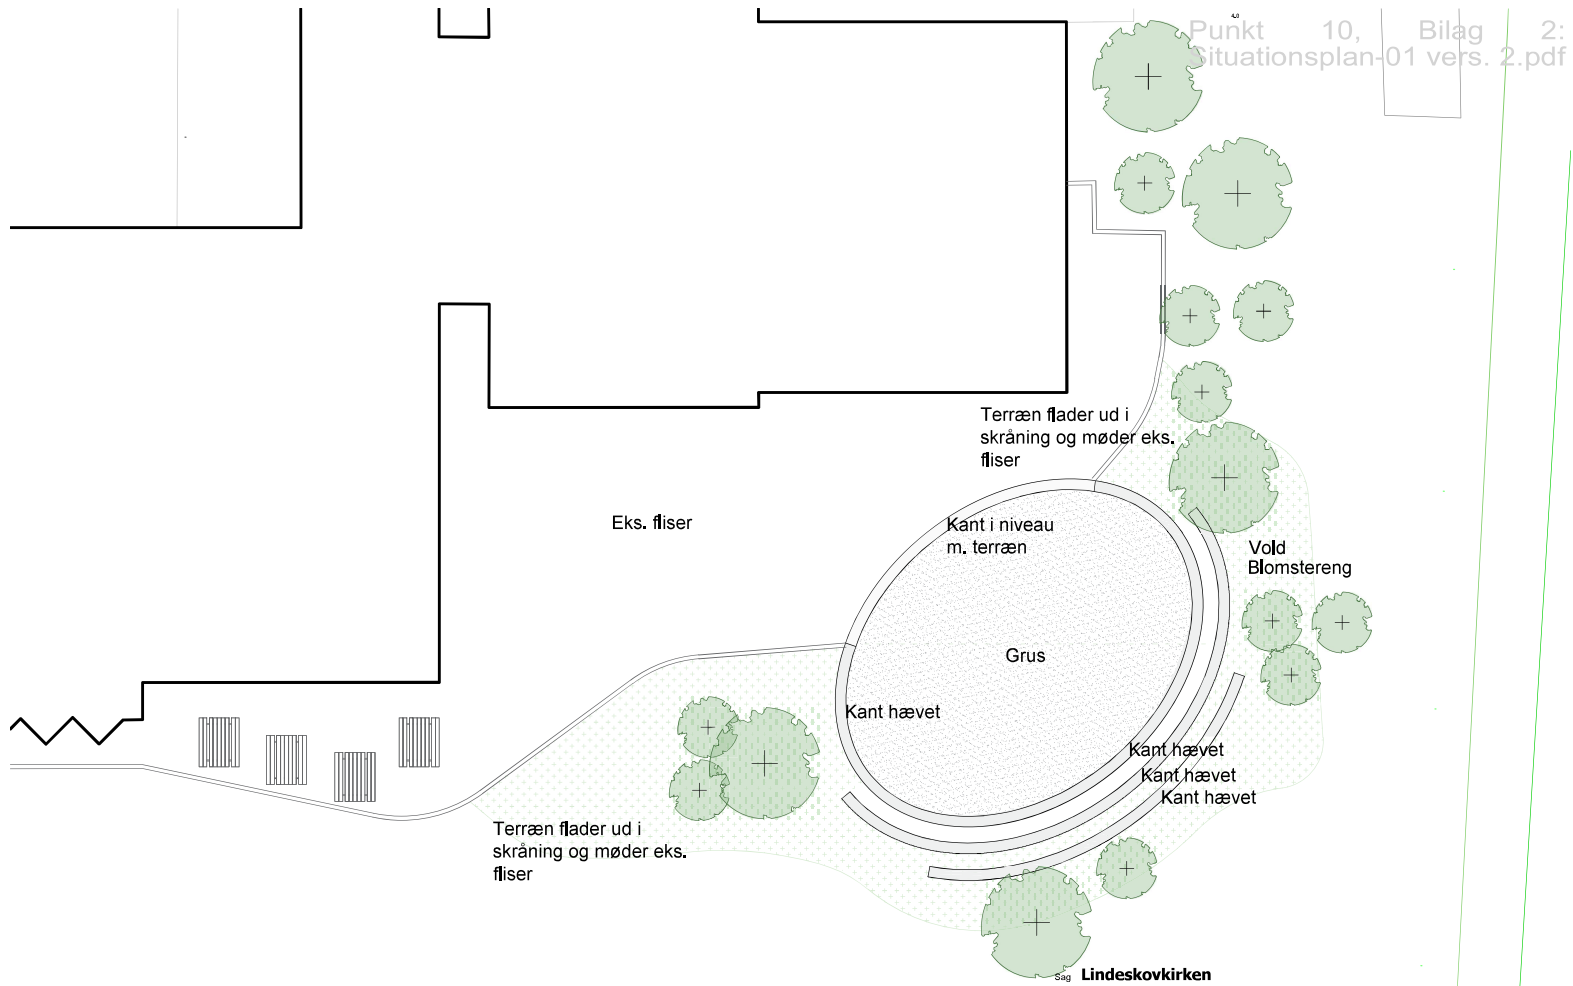 Punkt 10, Bilag 2:
Situationsplan-01 vers. 2.pdf
Terræn flader ud i
skråning og møder eks.
fliser
Eks. fliser
Kant i niveau
m. terræn
Vold
Blomstereng
Grus
Kant hævet
Kant hævet
Kant hævet
Kant hævet
Terræn flader ud i
skråning og møder eks.
fliser
Sag Lindeskovkirken